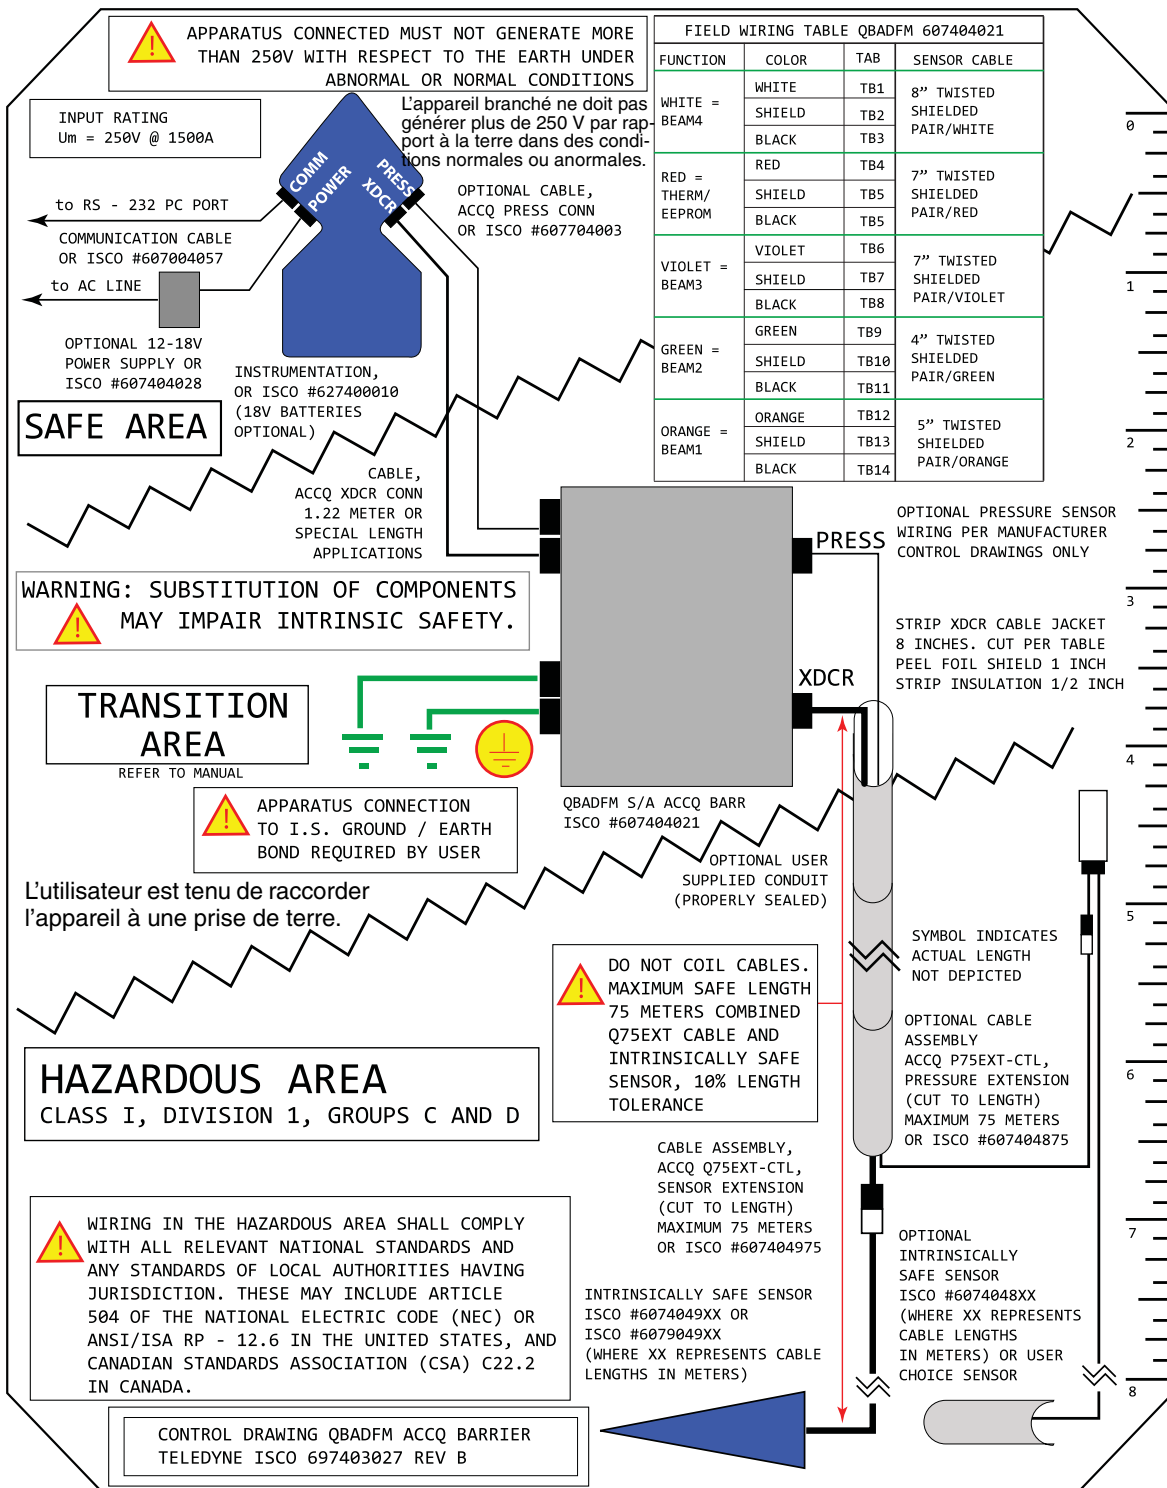 APPARATUS CONNECTED MUST NOT GENERATE MORE
THAN 250V WITH RESPECT TO THE EARTH UNDER
ABNORMAL OR NORMAL CONDITIONS
L'appareil branché ne doit pas
générer plus de 250 V par rap-
port à la terre dans des condi-
tions normales ou anormales.
INPUT RATING
Um = 250V @ 1500A
COMM
POWER
PRESS
XDCR
to RS - 232 PC PORT
COMMUNICATION CABLE
OR ISCO #607004057
to AC LINE
OPTIONAL 12-18V
POWER SUPPLY OR
ISCO #607404028
INSTRUMENTATION,
OR ISCO #627400010
(18V BATTERIES
OPTIONAL)
OPTIONAL CABLE,
ACCQ PRESS CONN
OR ISCO #607704003
FIELD WIRING TABLE QBADFM 607404021
FUNCTION COLOR TAB SENSOR CABLE
WHITE =
BEAM4
WHITE TB1
SHIELD TB2
BLACK TB3
8” TWISTED
SHIELDED
PAIR/WHITE
RED =
THERM/
EEPROM
RED TB4
SHIELD TB5
BLACK TB5
7” TWISTED
SHIELDED
PAIR/RED
VIOLET =
BEAM3
VIOLET TB6
SHIELD TB7
BLACK TB8
7” TWISTED
SHIELDED
PAIR/VIOLET
GREEN =
BEAM2
GREEN TB9
SHIELD TB10
BLACK TB11
4” TWISTED
SHIELDED
PAIR/GREEN
ORANGE =
BEAM1
ORANGE TB12
SHIELD TB13
BLACK TB14
5” TWISTED
SHIELDED
PAIR/ORANGE
SAFE AREA
CABLE,
ACCQ XDCR CONN
1.22 METER OR
SPECIAL LENGTH
APPLICATIONS
WARNING: SUBSTITUTION OF COMPONENTS
MAY IMPAIR INTRINSIC SAFETY.
PRESS
OPTIONAL PRESSURE SENSOR
WIRING PER MANUFACTURER
CONTROL DRAWINGS ONLY
STRIP XDCR CABLE JACKET
8 INCHES. CUT PER TABLE
PEEL FOIL SHIELD 1 INCH
STRIP INSULATION 1/2 INCH
XDCR
TRANSITION
AREA
REFER TO MANUAL
APPARATUS CONNECTION
TO I.S. GROUND / EARTH
BOND REQUIRED BY USER
L'utilisateur est tenu de raccorder
l'appareil à une prise de terre.
QBADFM S/A ACCQ BARR
ISCO #607404021
OPTIONAL USER
SUPPLIED CONDUIT
(PROPERLY SEALED)
SYMBOL INDICATES
ACTUAL LENGTH
NOT DEPICTED
DO NOT COIL CABLES.
MAXIMUM SAFE LENGTH
75 METERS COMBINED
Q75EXT CABLE AND
INTRINSICALLY SAFE
SENSOR, 10% LENGTH
TOLERANCE
OPTIONAL CABLE
ASSEMBLY
ACCQ P75EXT-CTL,
PRESSURE EXTENSION
(CUT TO LENGTH)
MAXIMUM 75 METERS
OR ISCO #607404875
HAZARDOUS AREA
CLASS I, DIVISION 1, GROUPS C AND D
CABLE ASSEMBLY,
ACCQ Q75EXT-CTL,
SENSOR EXTENSION
(CUT TO LENGTH)
MAXIMUM 75 METERS
OR ISCO #607404975
WIRING IN THE HAZARDOUS AREA SHALL COMPLY
WITH ALL RELEVANT NATIONAL STANDARDS AND
ANY STANDARDS OF LOCAL AUTHORITIES HAVING
JURISDICTION. THESE MAY INCLUDE ARTICLE
504 OF THE NATIONAL ELECTRIC CODE (NEC) OR
ANSI/ISA RP - 12.6 IN THE UNITED STATES, AND
CANADIAN STANDARDS ASSOCIATION (CSA) C22.2
IN CANADA.
INTRINSICALLY SAFE SENSOR
ISCO #6074049XX OR
ISCO #6079049XX
(WHERE XX REPRESENTS CABLE
LENGTHS IN METERS)
OPTIONAL
INTRINSICALLY
SAFE SENSOR
ISCO #6074048XX
(WHERE XX REPRESENTS
CABLE LENGTHS
IN METERS) OR USER
CHOICE SENSOR
CONTROL DRAWING QBADFM ACCQ BARRIER
TELEDYNE ISCO 697403027 REV B
0
1
2
3
4
5
6
7
8